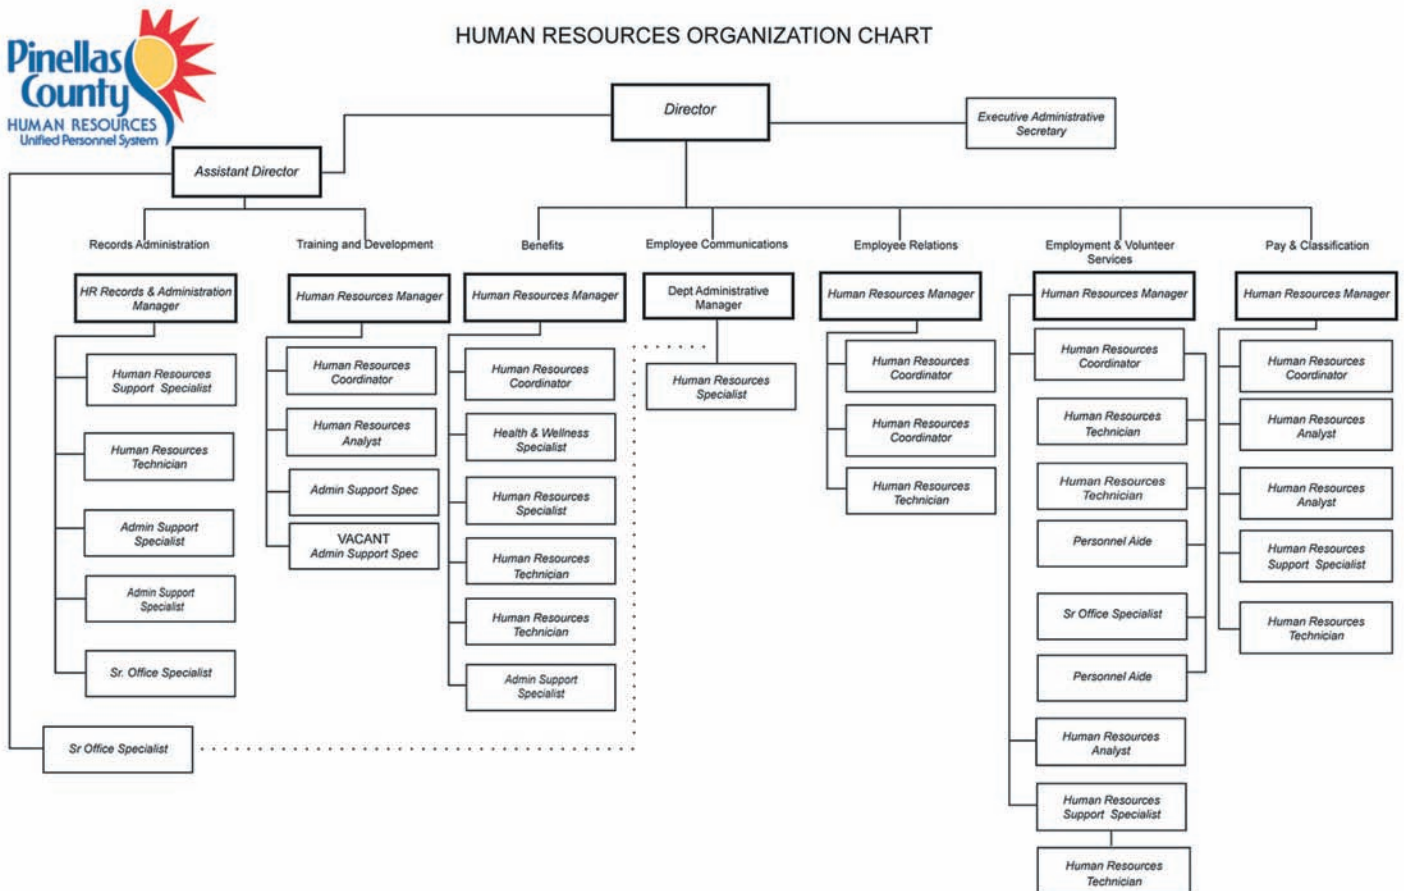 HUMAN RESOURCES ORGANIZATION CHART
Pinellas
County
HUMAN RESOURCES
Unified Personnel System
Director
Executive Administrative
Secretary
Assistant Director
Records Administration
Training and Development
Benefits
Employee Communications
Employee Relations
Employment & Volunteer
Services
Pay & Classification
HR Records & Administration
Manager
Human Resources
Support Specialist
Human Resources
Technician
Admin Support
Specialist
Admin Support
Specialist
Sr. Office Specialist
Sr Office Specialist
Human Resources Manager
Human Resources
Coordinator
Human Resources
Analyst
Admin Support Spec
VACANT
Admin Support Spec
Human Resources Manager
Human Resources
Coordinator
Health & Wellness
Specialist
Human Resources
Specialist
Human Resources
Technician
Human Resources
Technician
Admin Support
Specialist
Dept Administrative
Manager
Human Resources
Specialist
Human Resources Manager
Human Resources
Coordinator
Human Resources
Coordinator
Human Resources
Technician
Human Resources Manager
Human Resources
Coordinator
Human Resources
Technician
Human Resources
Technician
Personnel Aide
Sr Office Specialist
Personnel Aide
Human Resources
Analyst
Human Resources
Support Specialist
Human Resources
Technician
Human Resources Manager
Human Resources
Coordinator
Human Resources
Analyst
Human Resources
Analyst
Human Resources
Support Specialist
Human Resources
Technician